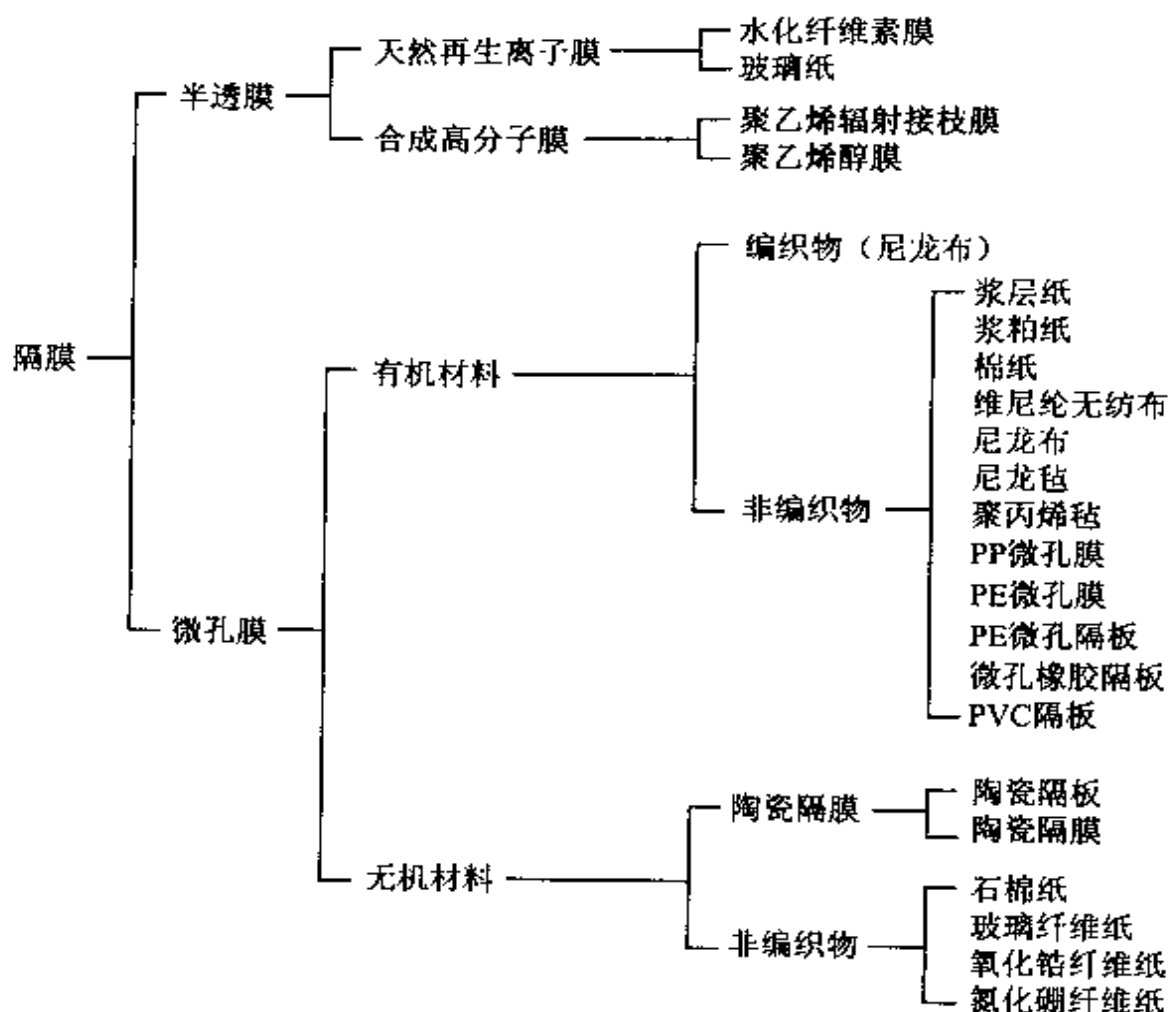 隔膜
半透膜
天然再生离子膜
水化纤维素膜
玻璃纸
合成高分子膜
聚乙烯辐射接枝膜
聚乙烯醇膜
微孔膜
有机材料
编织物（尼龙布）
非编织物
浆层纸
浆粕纸
棉纸
维尼纶无纺布
尼龙布
尼龙毡
聚丙烯毡
PP微孔膜
PE微孔膜
PE微孔隔板
微孔橡胶隔板
PVC隔板
无机材料
陶瓷隔膜
陶瓷隔板
陶瓷隔膜
非编织物
石棉纸
玻璃纤维纸
氧化锆纤维纸
氮化硼纤维纸